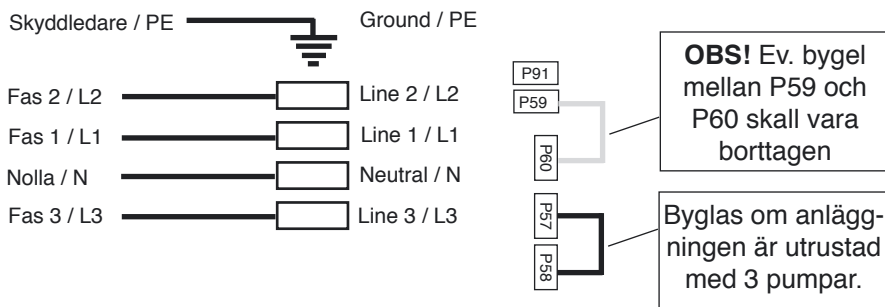 Skyddledare / PE
Ground / PE
Fas 2 / L2
Line 2 / L2
Fas 1 / L1
Line 1 / L1
Nolla / N
Neutral / N
Fas 3 / L3
Line 3 / L3
P91
P59
P60
P57
P58
OBS! Ev. bygel
mellan P59 och
P60 skall vara
borttagen
Byglas om anlägg-
ningen är utrustad
med 3 pumpar.